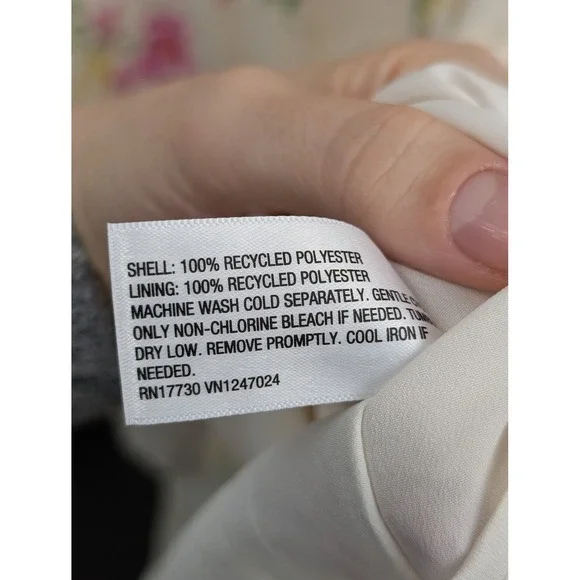 SHELL: 100% RECYCLED POLYESTER
LINING: 100% RECYCLED POLYESTER
MACHINE WASH COLD SEPARATELY. GENTLE
ONLY NON-CHLORINE BLEACH IF NEEDED.
DRY LOW. REMOVE PROMPTLY. COOL IRON IF
NEEDED.
RN17730 VN1247024